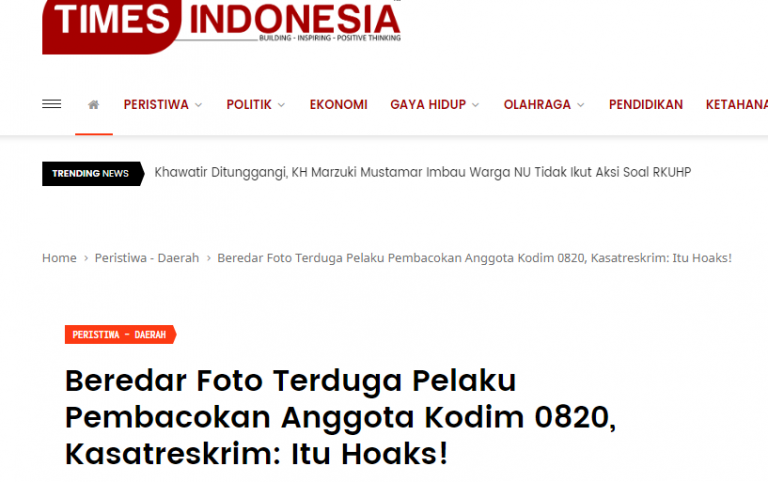 TIMES INDONESIA
BUILDING - INSPIRING - POSITIVE THINKING
PERISTIWA POLITIK EKONOMI GAYA HIDUP OLAHRAGA PENDIDIKAN KETAHANA
TRENDING NEWS Khawatir Ditunggangi, KH Marzuki Mustamar Imbau Warga NU Tidak Ikut Aksi Soal RKUHP
Home > Peristiwa - Daerah > Beredar Foto Terduga Pelaku Pembacokan Anggota Kodim 0820, Kasatreskrim: Itu Hoaks!
PERISTIWA - DAERAH
Beredar Foto Terduga Pelaku
Pembacokan Anggota Kodim 0820,
Kasatreskrim: Itu Hoaks!